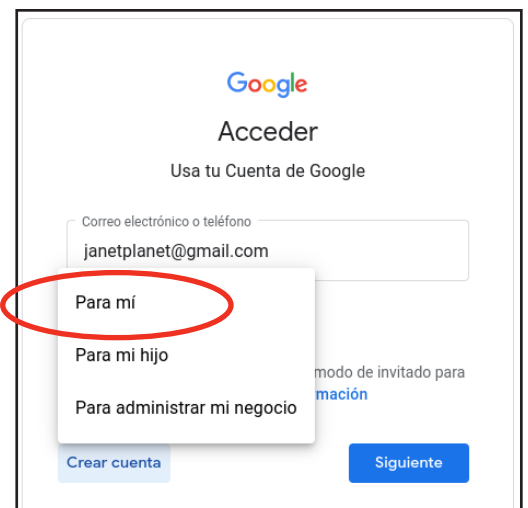 Google
Acceder
Usa tu Cuenta de Google
Correo electrónico o teléfono
janetplanet@gmail.com
Para mí
Para mi hijo
modo de invitado para
mación
Para administrar mi negocio
Crear cuenta
Siguiente